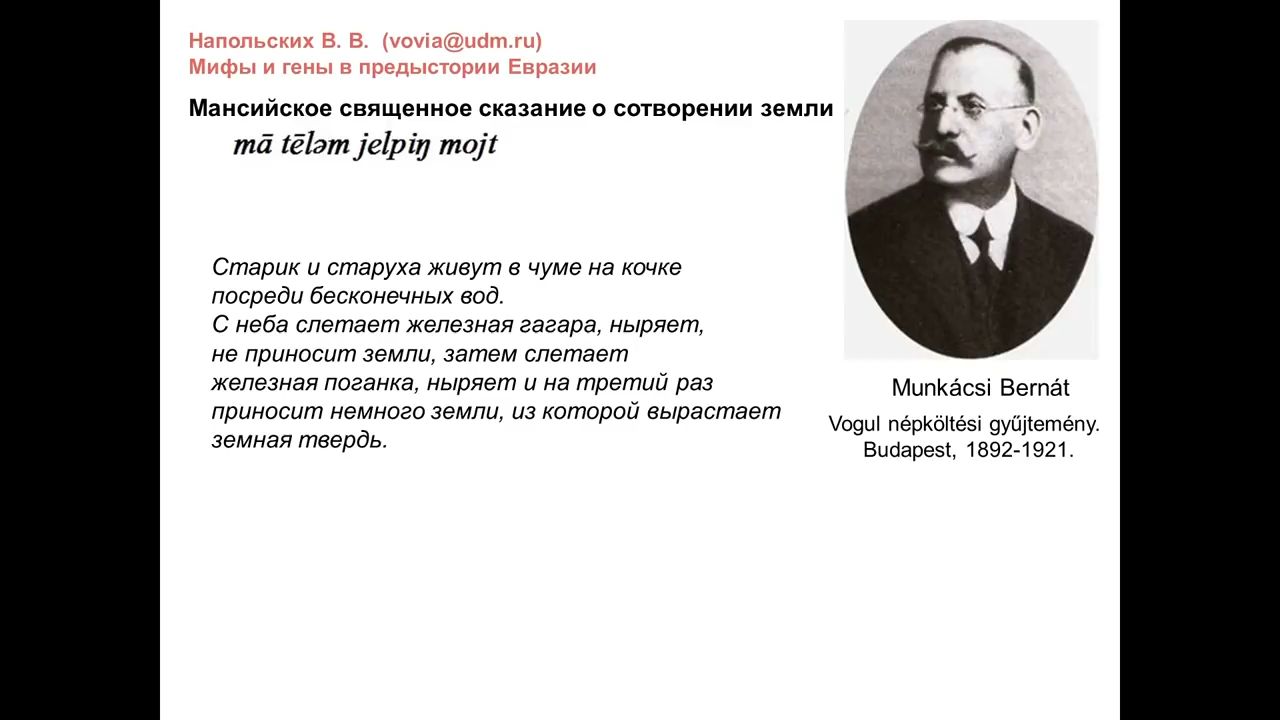 Напольских В. В. (vovia@udm.ru)
Мифы и гены в предыстории Евразии
Мансийское священное сказание о сотворении земли
mā tēləm jelpiŋ mojt
Старик и старуха живут в чуме на кочке
посреди бесконечных вод.
С неба слетает железная гагара, ныряет,
не приносит земли, затем слетает
железная поганка, ныряет и на третий раз
приносит немного земли, из которой вырастает
земная твердь.
Munkácsi Bernát
Vogul népköltési gyűjtemény.
Budapest, 1892-1921.